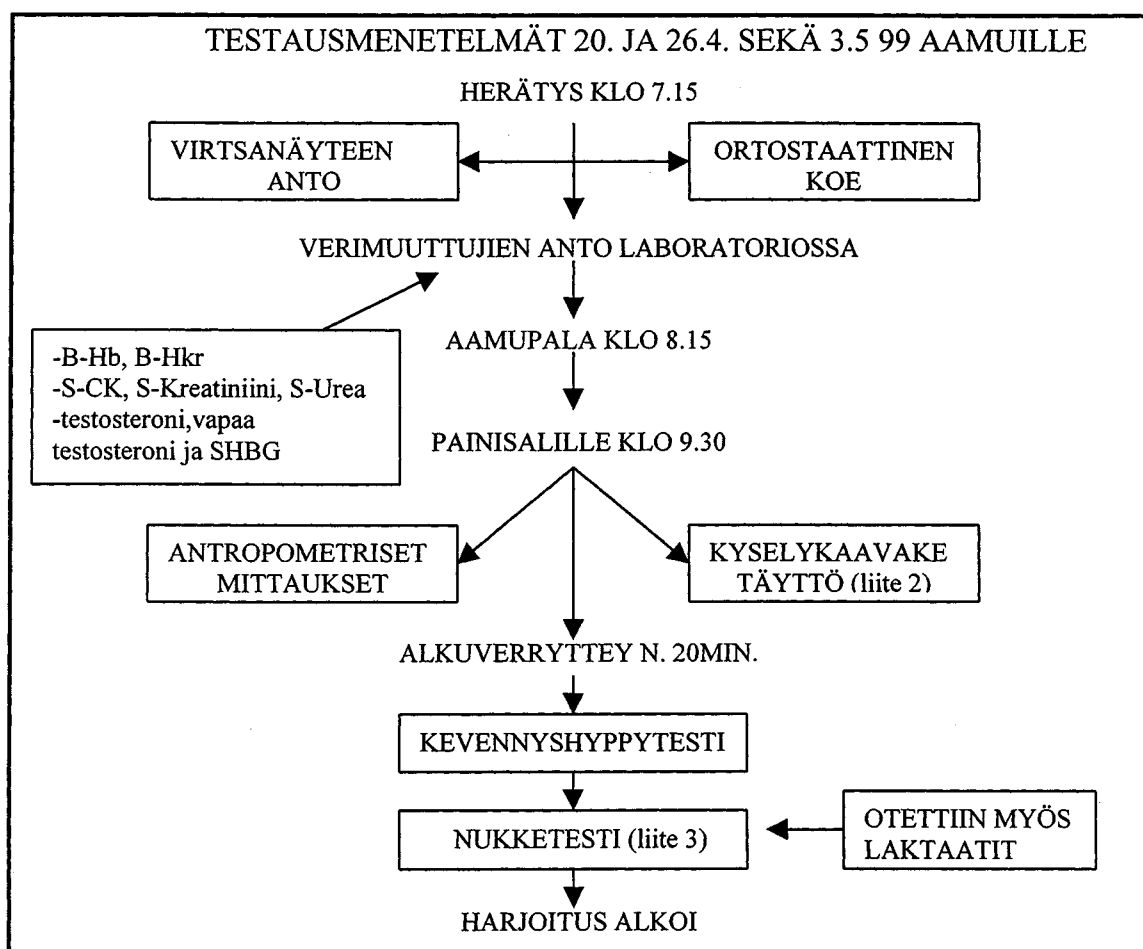 TESTAUSMENETELMÄT 20. JA 26.4. SEKÄ 3.5 99 AAMUILLE
HERÄTYS KLO 7.15
VIRTSANÄYTEEN
ANTO
ORTOSTAATTINEN
KOE
VERIMUUTTUJIEN ANTO LABORATORIOSSA
-B-Hb, B-Hkr
-S-CK, S-Kreatiniini, S-Urea
-testosteroni,vapaa
testosteroni ja SHBG
AAMUPALA KLO 8.15
PAINISALILLE KLO 9.30
ANTROPOMETRISET
MITTAUKSET
KYSELYKAAVAKE
TÄYTTÖ (liite 2)
ALKUVERRYTTEY N. 20MIN.
KEVENNYSHYPPYTESTI
NUKKETESTI (liite 3)
OTETTIIN MYÖS
LAKTAATIT
HARJOITUS ALKOI